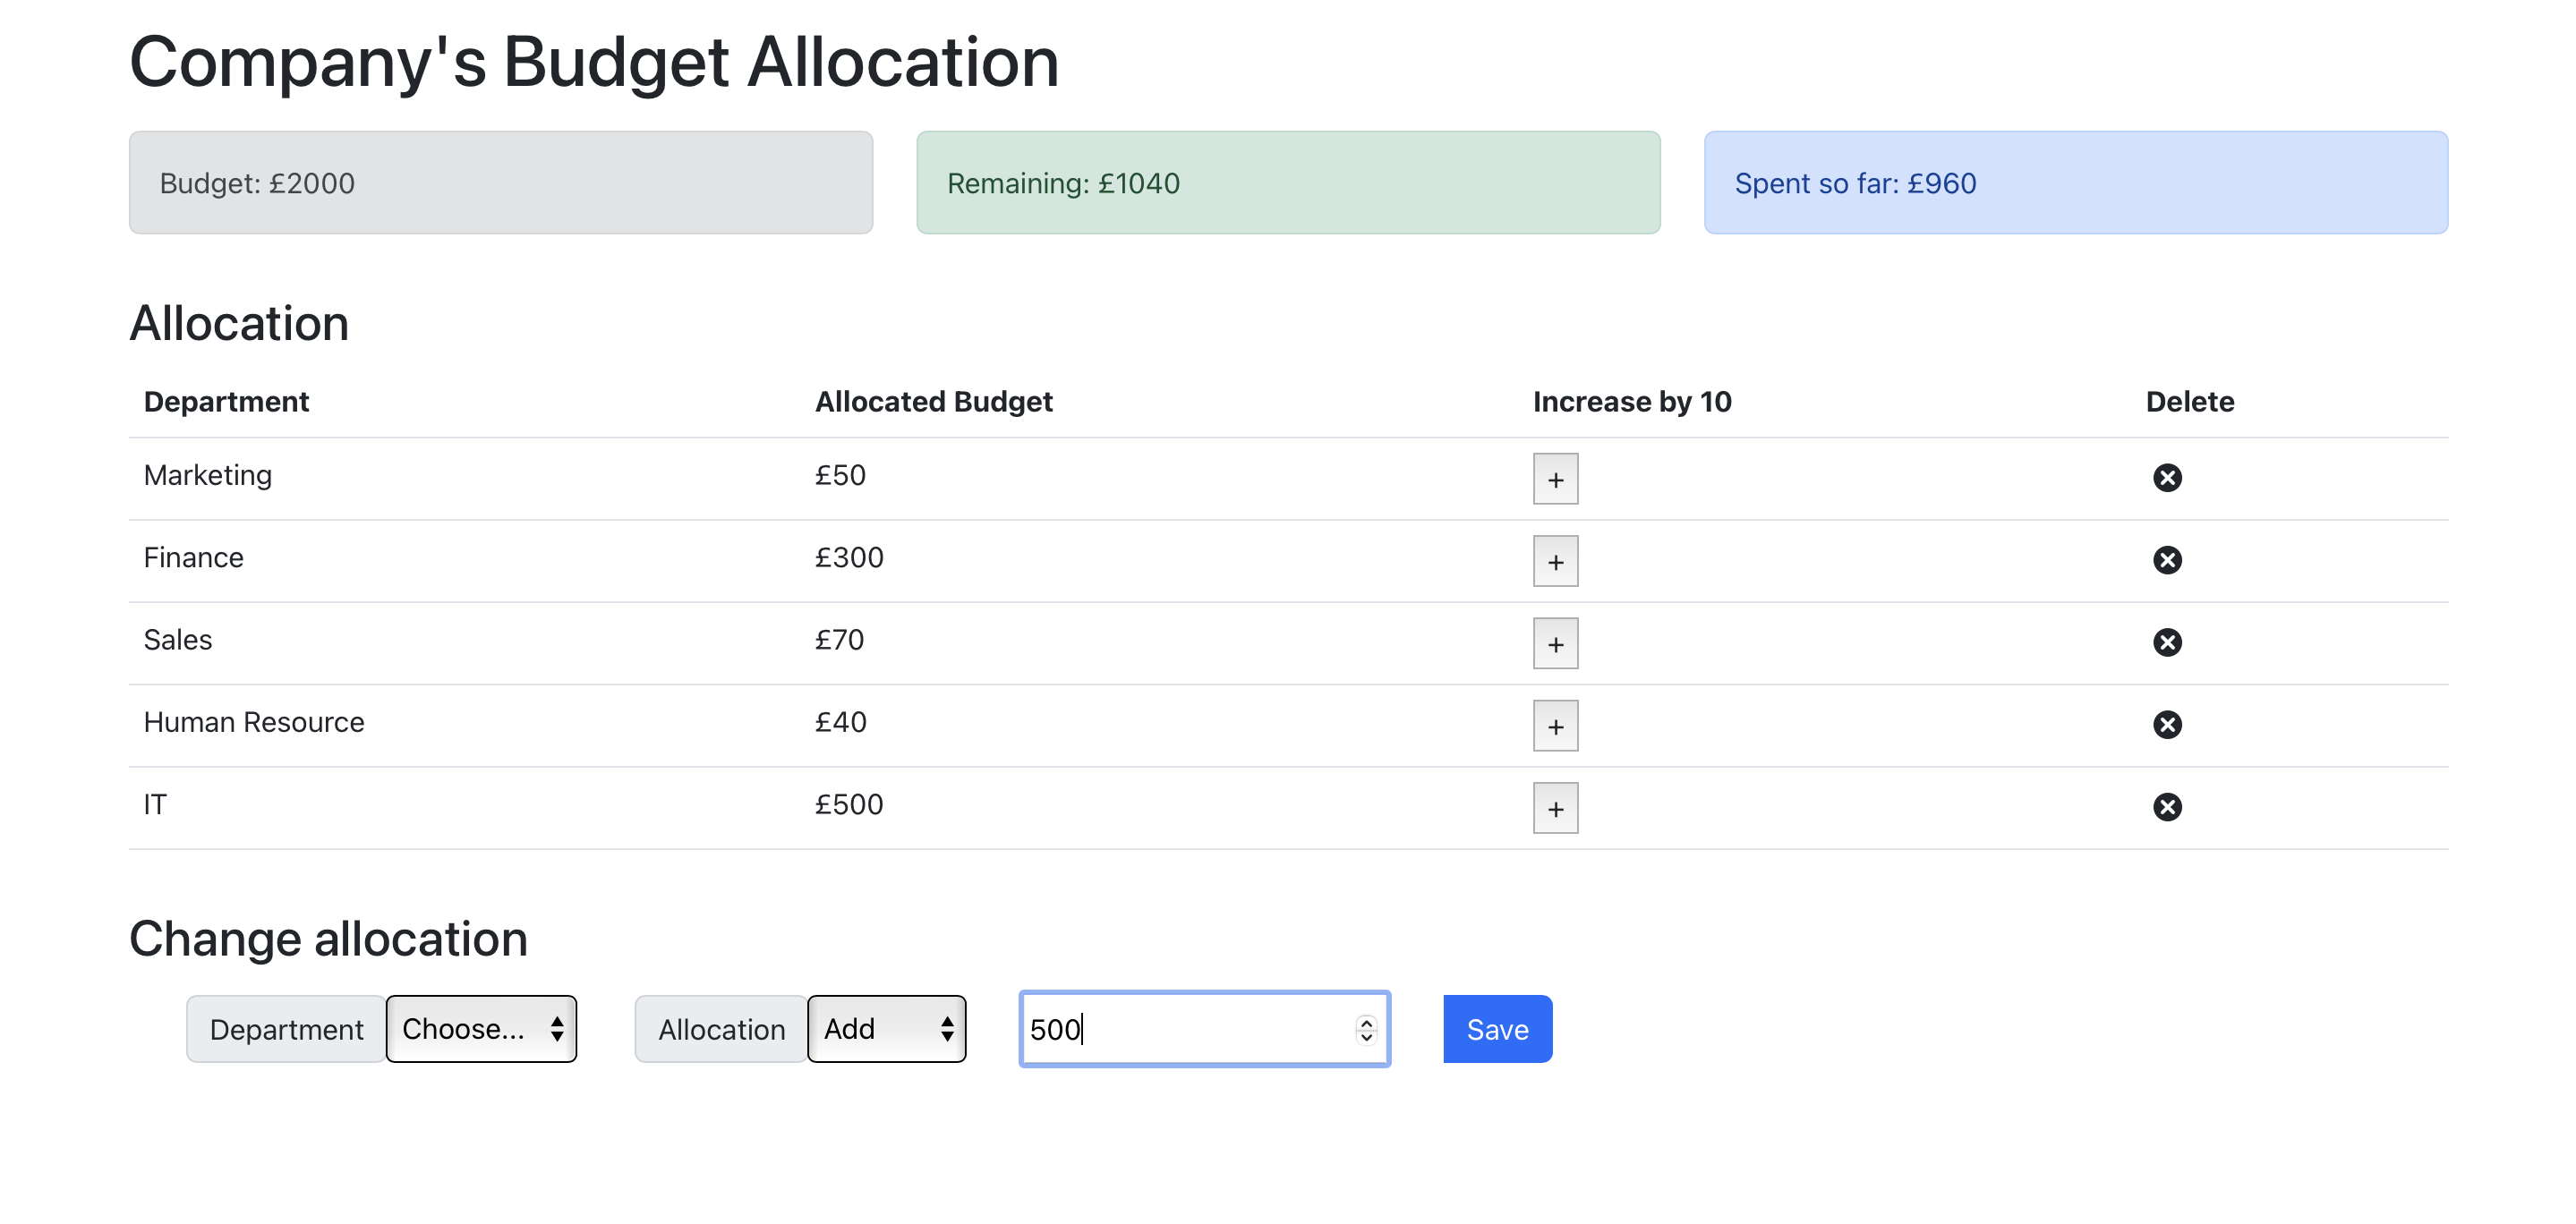 Company's Budget Allocation
Budget: £2000 Remaining: £1040 Spent so far: £960
Allocation
Department Allocated Budget Increase by 10 Delete
Marketing £50 +
Finance £300 +
Sales £70 +
Human Resource £40 +
IT £500 +
Change allocation
Department Choose... Allocation Add 500 Save